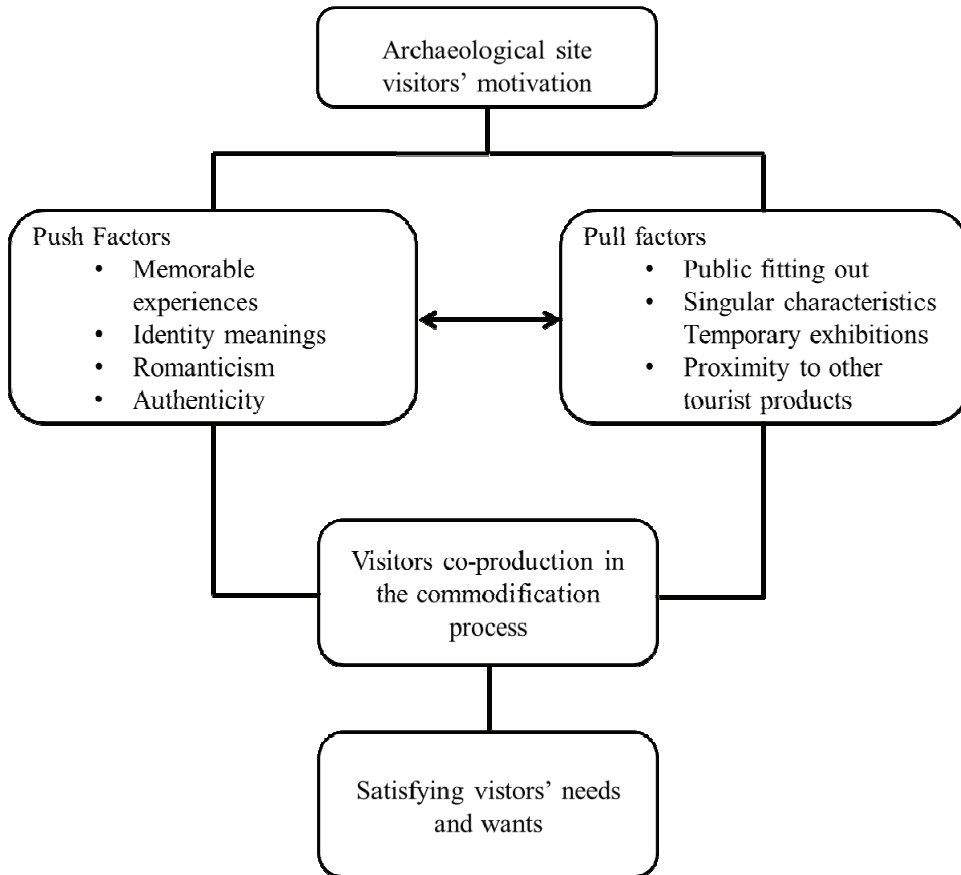 Archaeological site
visitors’ motivation
Push Factors
• Memorable
experiences
• Identity meanings
• Romanticism
• Authenticity
Pull factors
• Public fitting out
• Singular characteristics
Temporary exhibitions
• Proximity to other
tourist products
Visitors co-production in
the commodification
process
Satisfying vistors’ needs
and wants